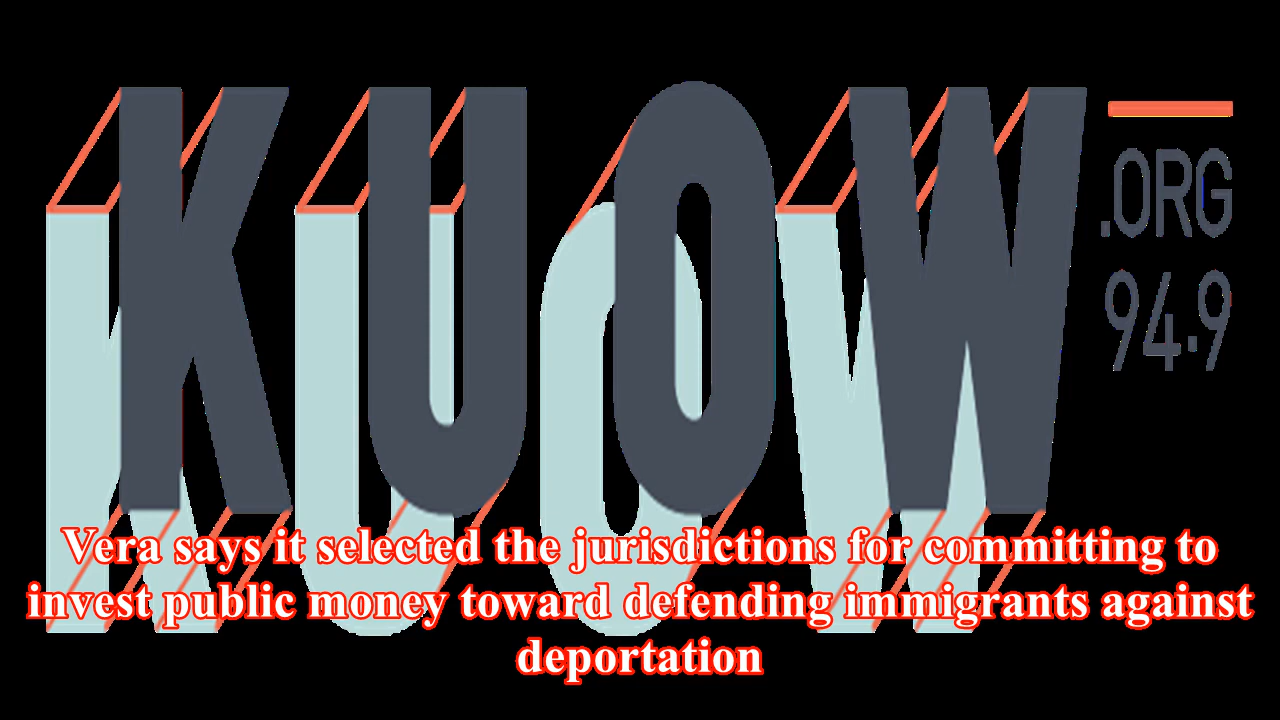 KUOW
.ORG
94.9
Vera says it selected the jurisdictions for committing to
invest public money toward defending immigrants against
deportation